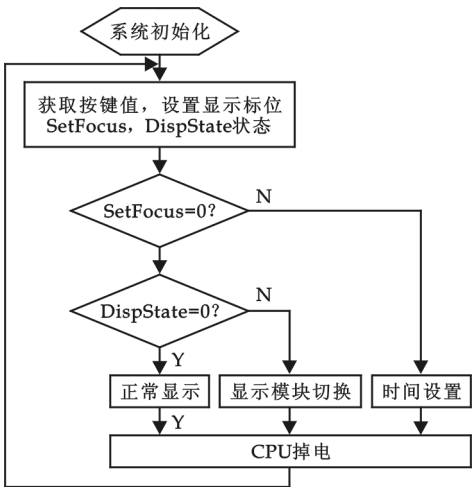 系统初始化
获取按键值，设置显示标位
SetFocus，DispState状态
SetFocus=0?
N
DispState=0?
N
Y
正常显示
显示模块切换
时间设置
Y
CPU掉电